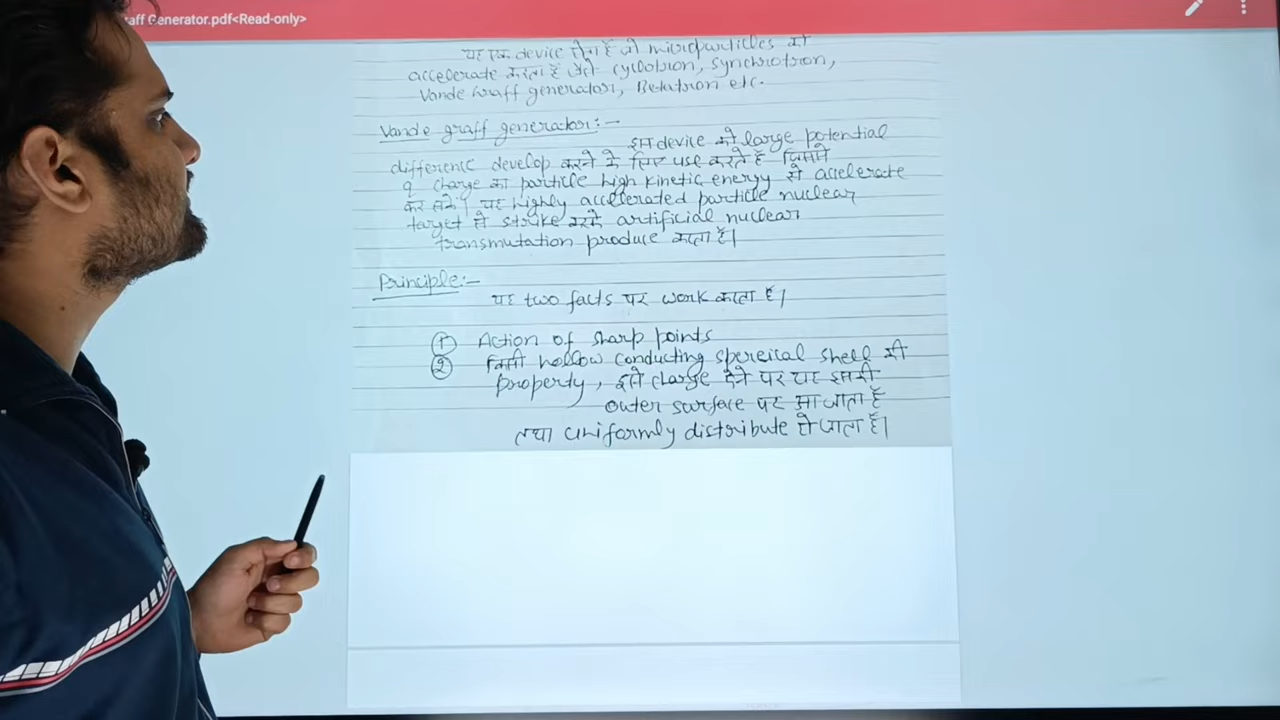 raff Generator.pdf<Read-only>
यह एक device होता है जो microparticles को
accelerate करता है जैसे- cyclotron, synchrotron,
Vande Graff generator, Betatron etc.
Vande graff generator:-
इस device को large potential
difference develop करने के लिए use करते हैं जिससे
q charge का particle high kinetic energy से accelerate
कर सके। यह highly accelerated particle nuclear
target से strike करके artificial nuclear
transmutation produce करता है।
Principle:-
यह two facts पर work करता है।
① Action of sharp points
② किसी hollow conducting spereical shell की
property, इसे charge देने पर यह इसकी
outer surface पर आ जाता है
तथा uniformly distribute हो जाता है।